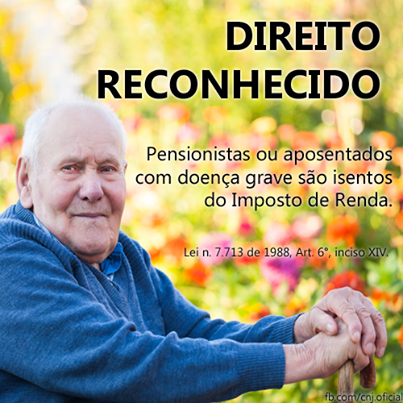 DIREITO
RECONHECIDO
Pensionistas ou aposentados
com doença grave são isentos
do Imposto de Renda.
Lei n. 7.713 de 1988, Art. 6°, inciso XIV.
fb.com/cnj.oficial